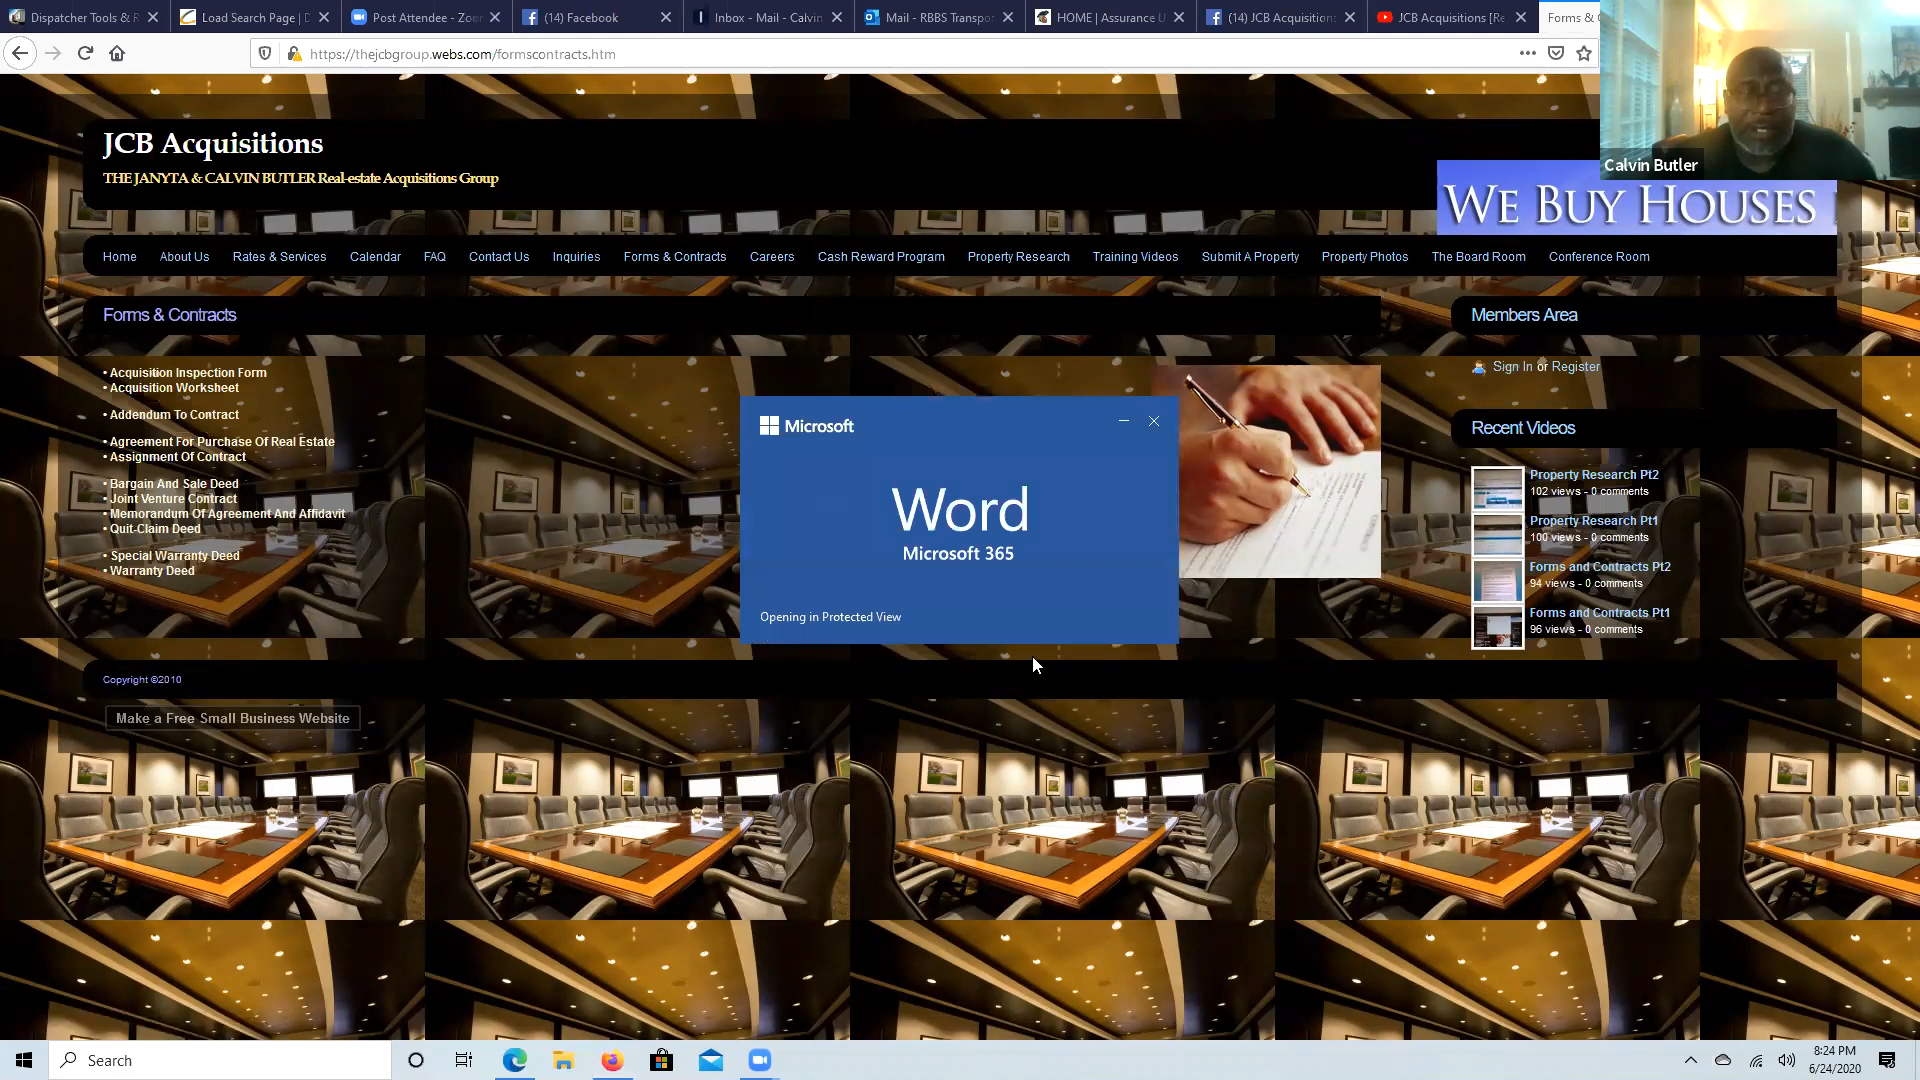 Dispatcher Tools & R
Load Search Page | D
Post Attendee - Zoo
(14) Facebook
Inbox - Mail - Calvin
Mail - RBBS Transpor
HOME | Assurance U
(14) JCB Acquisitions
JCB Acquisitions [Re
Forms & C
https://thejcbgroup.webs.com/formscontracts.htm
Calvin Butler
JCB Acquisitions
THE JANYTA & CALVIN BUTLER Real-estate Acquisitions Group
WE BUY HOUSES
Home
About Us
Rates & Services
Calendar
FAQ
Contact Us
Inquiries
Forms & Contracts
Careers
Cash Reward Program
Property Research
Training Videos
Submit A Property
Property Photos
The Board Room
Conference Room
Forms & Contracts
• Acquisition Inspection Form
• Acquisition Worksheet
• Addendum To Contract
• Agreement For Purchase Of Real Estate
• Assignment Of Contract
• Bargain And Sale Deed
• Joint Venture Contract
• Memorandum Of Agreement And Affidavit
• Quit-Claim Deed
• Special Warranty Deed
• Warranty Deed
Microsoft
Word
Microsoft 365
Opening in Protected View
Members Area
Sign In or Register
Recent Videos
Property Research Pt2
102 views - 0 comments
Property Research Pt1
100 views - 0 comments
Forms and Contracts Pt2
94 views - 0 comments
Forms and Contracts Pt1
96 views - 0 comments
Copyright ©2010
Make a Free Small Business Website
Search
8:24 PM
6/24/2020